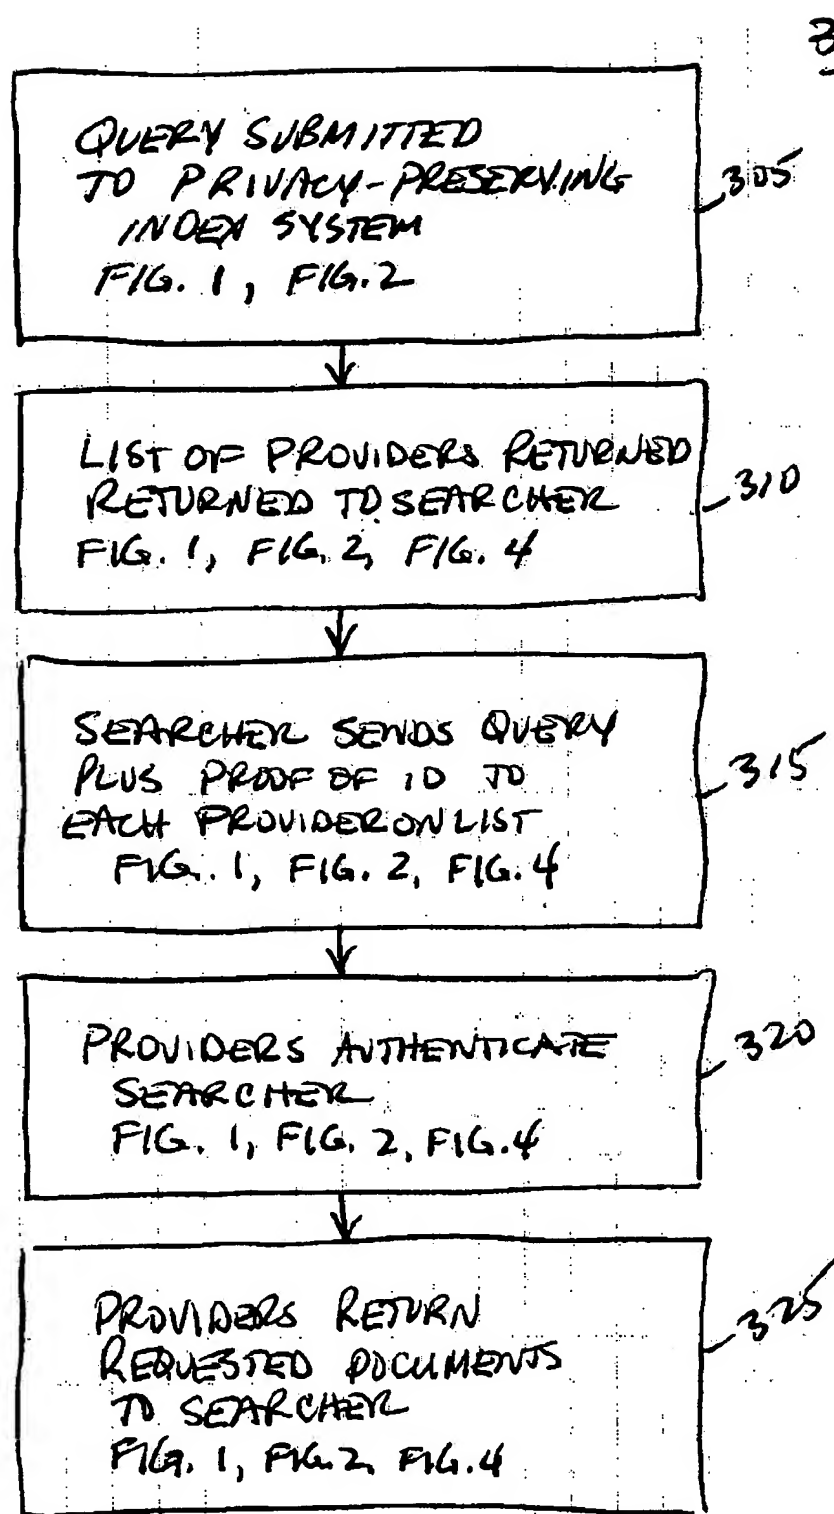 3
QUERY SUBMITTED
TO PRIVACY-PRESERVING
INDEX SYSTEM
FIG. 1, FIG. 2
305
LIST OF PROVIDERS RETURNED
RETURNED TO SEARCHER
FIG. 1, FIG. 2, FIG. 4
310
SEARCHER SENDS QUERY
PLUS PROOF OF ID TO
EACH PROVIDER ON LIST
FIG. 1, FIG. 2, FIG. 4
315
PROVIDERS AUTHENTICATE
SEARCHER
FIG. 1, FIG. 2, FIG. 4
320
PROVIDERS RETURN
REQUESTED DOCUMENTS
TO SEARCHER
FIG. 1, FIG. 2, FIG. 4
325